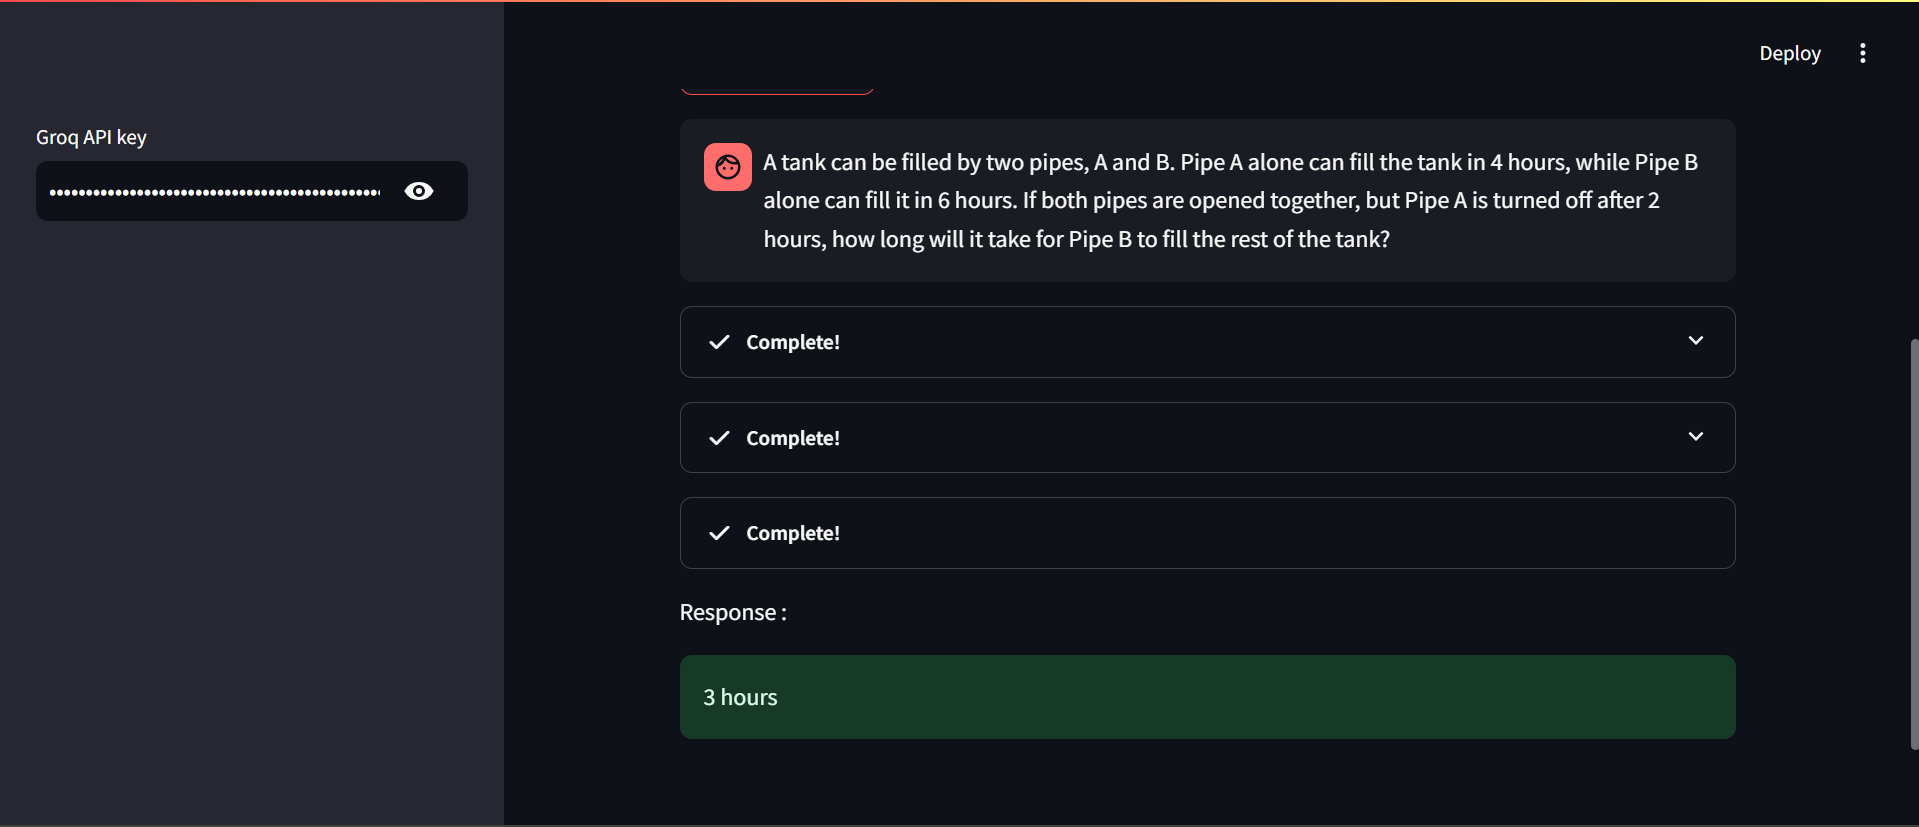 Deploy
Groq API key
A tank can be filled by two pipes, A and B. Pipe A alone can fill the tank in 4 hours, while Pipe B
alone can fill it in 6 hours. If both pipes are opened together, but Pipe A is turned off after 2
hours, how long will it take for Pipe B to fill the rest of the tank?
Complete!
Complete!
Complete!
Response :
3 hours